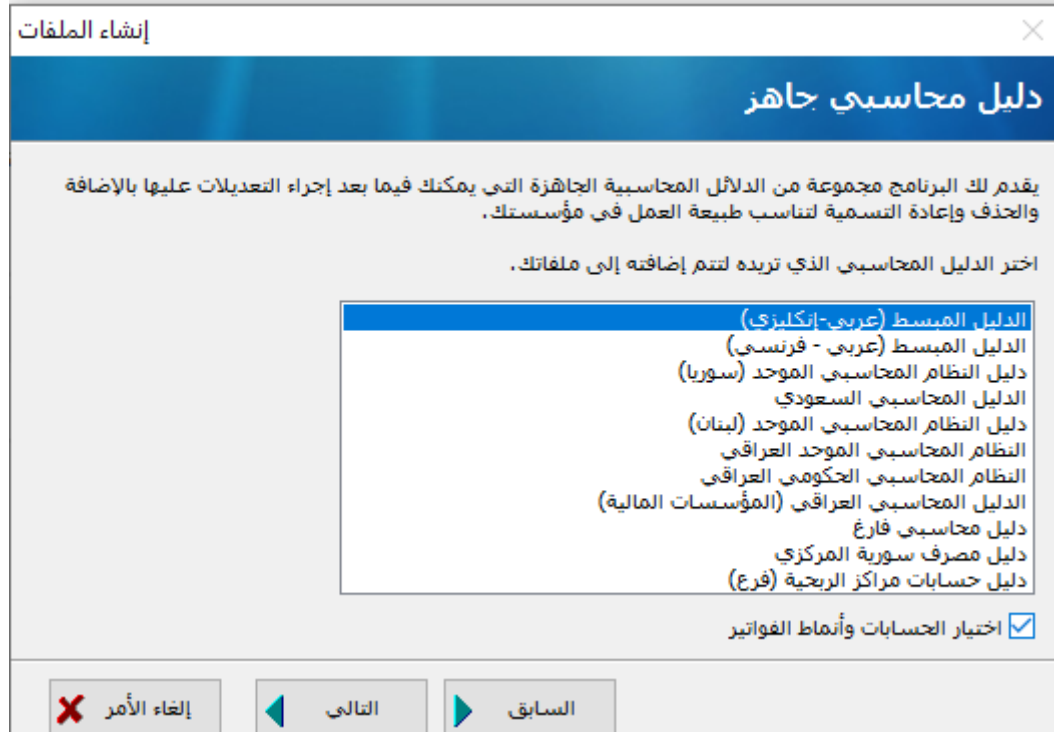 إنشاء الملفات
دليل محاسبي جاهز
يقدم لك البرنامج مجموعة من الدلائل المحاسبية الجاهزة التي يمكنك فيما بعد إجراء التعديلات عليها بالإضافة
والحذف وإعادة التسمية لتناسب طبيعة العمل في مؤسستك.
اختر الدليل المحاسبي الذي تريده لتتم إضافته إلى ملفاتك.
الدليل المبسط (عربي-إنكليزي)
الدليل المبسط (عربي - فرنسي)
دليل النظام المحاسبي الموحد (سوريا)
الدليل المحاسبي السعودي
دليل النظام المحاسبي الموحد (لبنان)
النظام المحاسبي الموحد العراقي
النظام المحاسبي الحكومي العراقي
الدليل المحاسبي العراقي (المؤسسات المالية)
دليل محاسبي فارغ
دليل مصرف سورية المركزي
دليل حسابات مراكز الربحية (فرع)
اختيار الحسابات وأنماط الفواتير
السابق التالي إلغاء الأمر